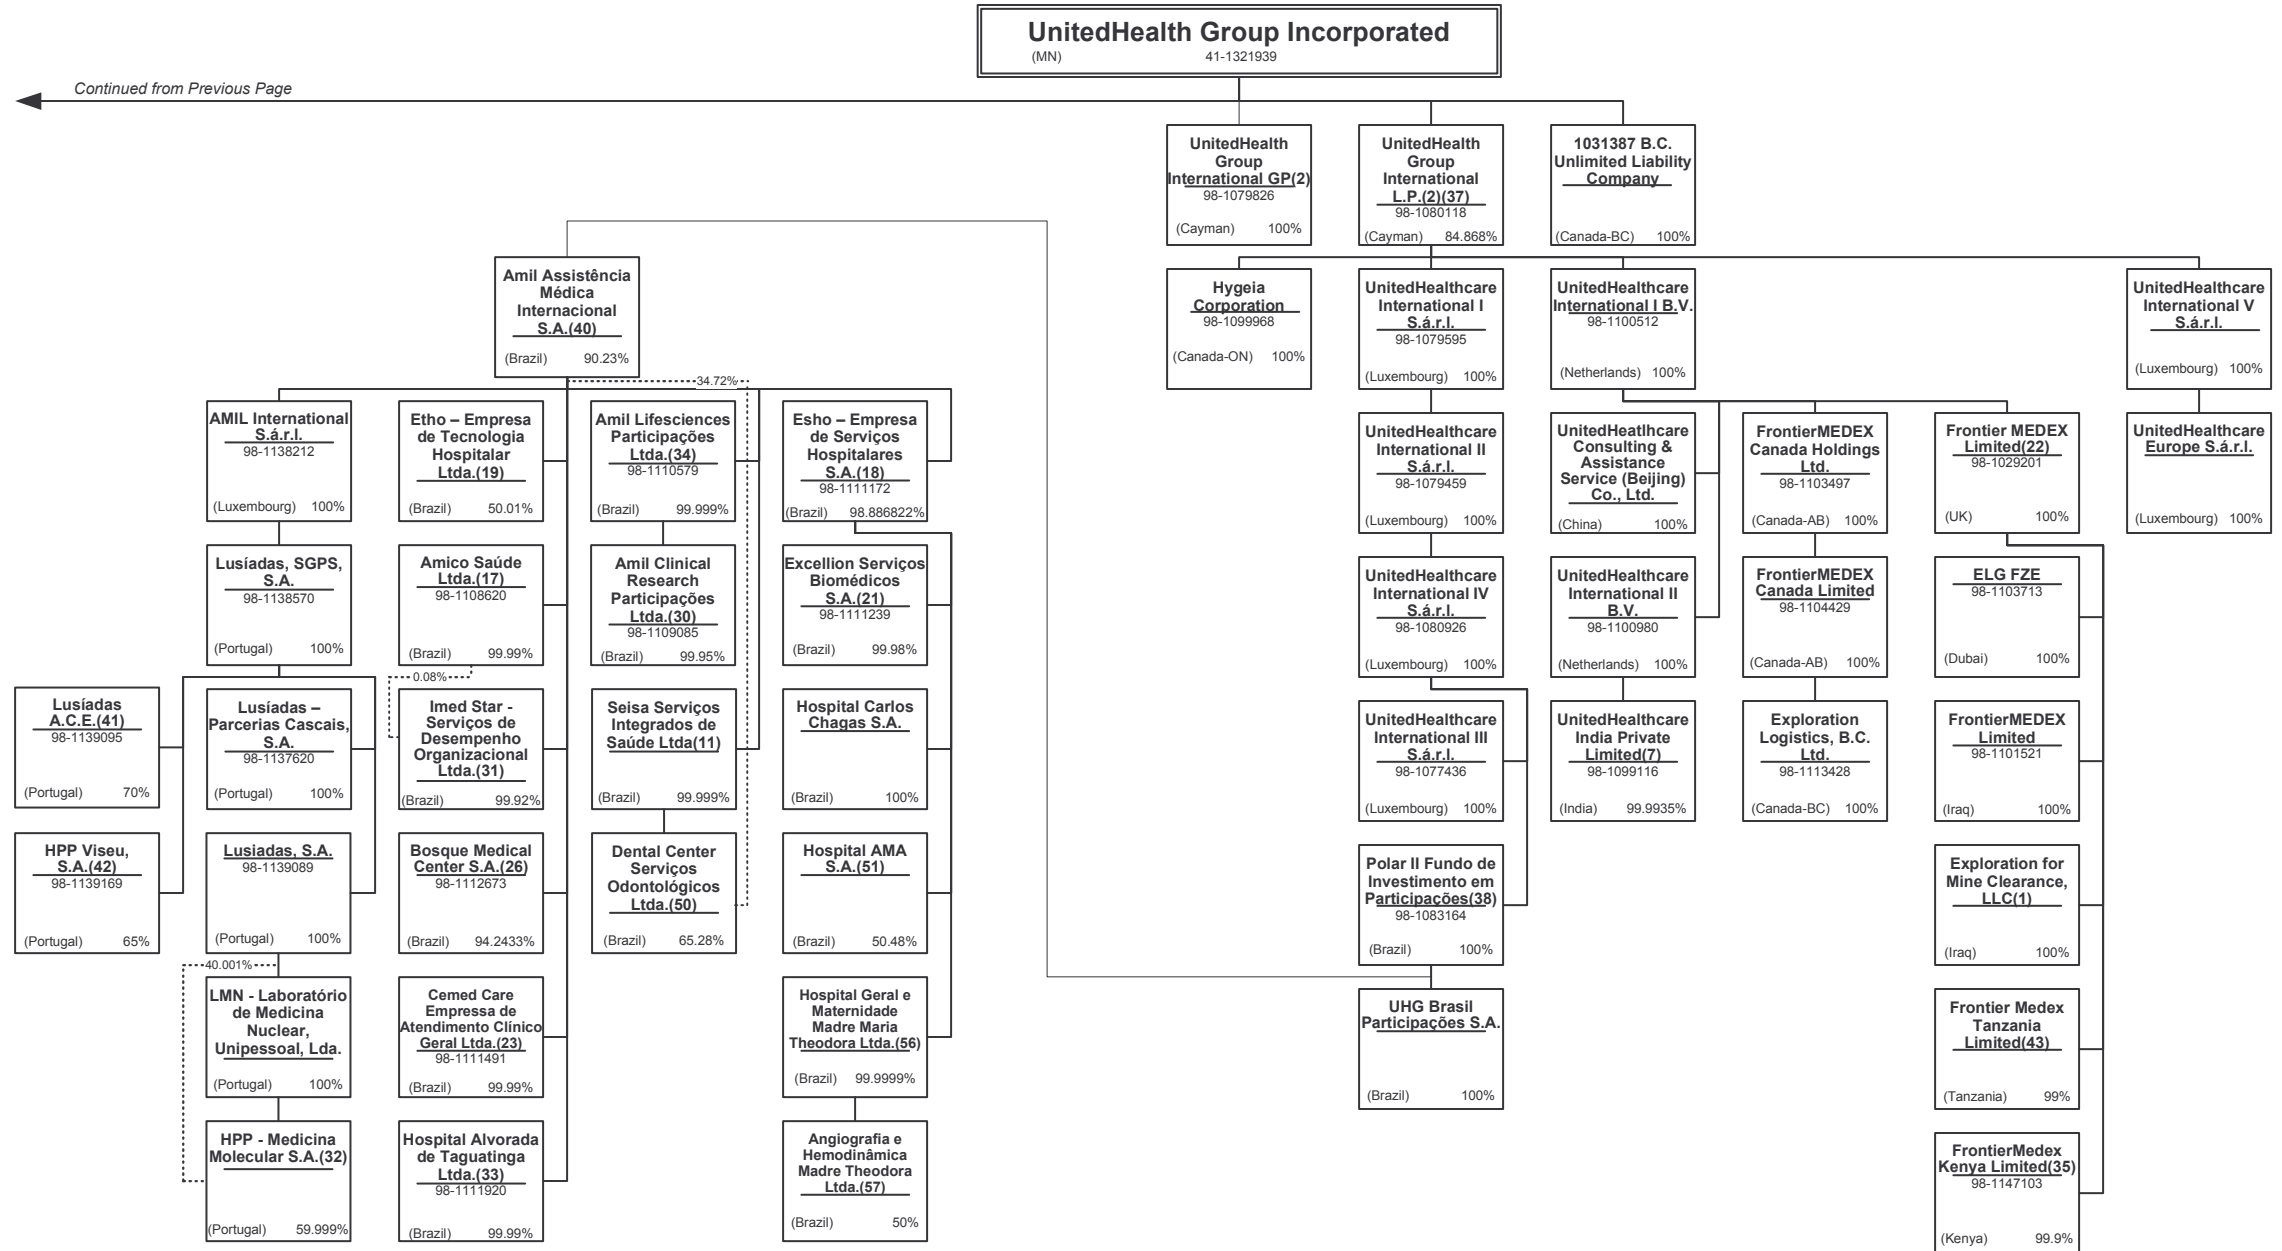 UnitedHealth Group Incorporated
(MN) 41-1321939
Continued from Previous Page
UnitedHealth
Group
International GP(2)
98-1079826
(Cayman) 100%
UnitedHealth
Group
International
L.P.(2)(37)
98-1080118
(Cayman) 84.868%
1031387 B.C.
Unlimited Liability
Company
(Canada-BC) 100%
Amil Assistência
Médica
Internacional
S.A.(40)
(Brazil) 90.23%
Hygeia
Corporation
98-1099968
(Canada-ON) 100%
UnitedHealthcare
International I
S.á.r.l.
98-1079595
(Luxembourg) 100%
UnitedHealthcare
International I B.V.
98-1100512
(Netherlands) 100%
UnitedHealthcare
International V
S.á.r.l.
(Luxembourg) 100%
34.72%
AMIL International
S.á.r.l.
98-1138212
(Luxembourg) 100%
Etho – Empresa
de Tecnologia
Hospitalar
Ltda.(19)
(Brazil) 50.01%
Amil Lifesciences
Participações
Ltda.(34)
98-1110579
(Brazil) 99.999%
Esho – Empresa
de Serviços
Hospitalares
S.A.(18)
98-1111172
(Brazil) 98.886822%
UnitedHealthcare
International II
S.á.r.l.
98-1079459
(Luxembourg) 100%
UnitedHeatlhcare
Consulting &
Assistance
Service (Beijing)
Co., Ltd.
(China) 100%
FrontierMEDEX
Canada Holdings
Ltd.
98-1103497
(Canada-AB) 100%
Frontier MEDEX
Limited(22)
98-1029201
(UK) 100%
UnitedHealthcare
Europe S.á.r.l.
(Luxembourg) 100%
Lusíadas, SGPS,
S.A.
98-1138570
(Portugal) 100%
Amico Saúde
Ltda.(17)
98-1108620
(Brazil) 99.99%
Amil Clinical
Research
Participações
Ltda.(30)
98-1109085
(Brazil) 99.95%
Excellion Serviços
Biomédicos
S.A.(21)
98-1111239
(Brazil) 99.98%
UnitedHealthcare
International IV
S.á.r.l.
98-1080926
(Luxembourg) 100%
UnitedHealthcare
International II
B.V.
98-1100980
(Netherlands) 100%
FrontierMEDEX
Canada Limited
98-1104429
(Canada-AB) 100%
ELG FZE
98-1103713
(Dubai) 100%
0.08%
Lusíadas
A.C.E.(41)
98-1139095
(Portugal) 70%
Lusíadas –
Parcerias Cascais,
S.A.
98-1137620
(Portugal) 100%
Imed Star -
Serviços de
Desempenho
Organizacional
Ltda.(31)
(Brazil) 99.92%
Seisa Serviços
Integrados de
Saúde Ltda(11)
(Brazil) 99.999%
Hospital Carlos
Chagas S.A.
(Brazil) 100%
UnitedHealthcare
International III
S.á.r.l.
98-1077436
(Luxembourg) 100%
UnitedHealthcare
India Private
Limited(7)
98-1099116
(India) 99.9935%
Exploration
Logistics, B.C.
Ltd.
98-1113428
(Canada-BC) 100%
FrontierMEDEX
Limited
98-1101521
(Iraq) 100%
HPP Viseu,
S.A.(42)
98-1139169
(Portugal) 65%
Lusiadas, S.A.
98-1139089
(Portugal) 100%
Bosque Medical
Center S.A.(26)
98-1112673
(Brazil) 94.2433%
Dental Center
Serviços
Odontológicos
Ltda.(50)
(Brazil) 65.28%
Hospital AMA
S.A.(51)
(Brazil) 50.48%
Polar II Fundo de
Investimento em
Participações(38)
98-1083164
(Brazil) 100%
Exploration for
Mine Clearance,
LLC(1)
(Iraq) 100%
40.001%
LMN - Laboratório
de Medicina
Nuclear,
Unipessoal, Lda.
(Portugal) 100%
Cemed Care
Empressa de
Atendimento Clínico
Geral Ltda.(23)
98-1111491
(Brazil) 99.99%
Hospital Geral e
Maternidade
Madre Maria
Theodora Ltda.(56)
(Brazil) 99.9999%
UHG Brasil
Participações S.A.
(Brazil) 100%
Frontier Medex
Tanzania
Limited(43)
(Tanzania) 99%
HPP - Medicina
Molecular S.A.(32)
(Portugal) 59.999%
Hospital Alvorada
de Taguatinga
Ltda.(33)
98-1111920
(Brazil) 99.99%
Angiografia e
Hemodinâmica
Madre Theodora
Ltda.(57)
(Brazil) 50%
FrontierMedex
Kenya Limited(35)
98-1147103
(Kenya) 99.9%